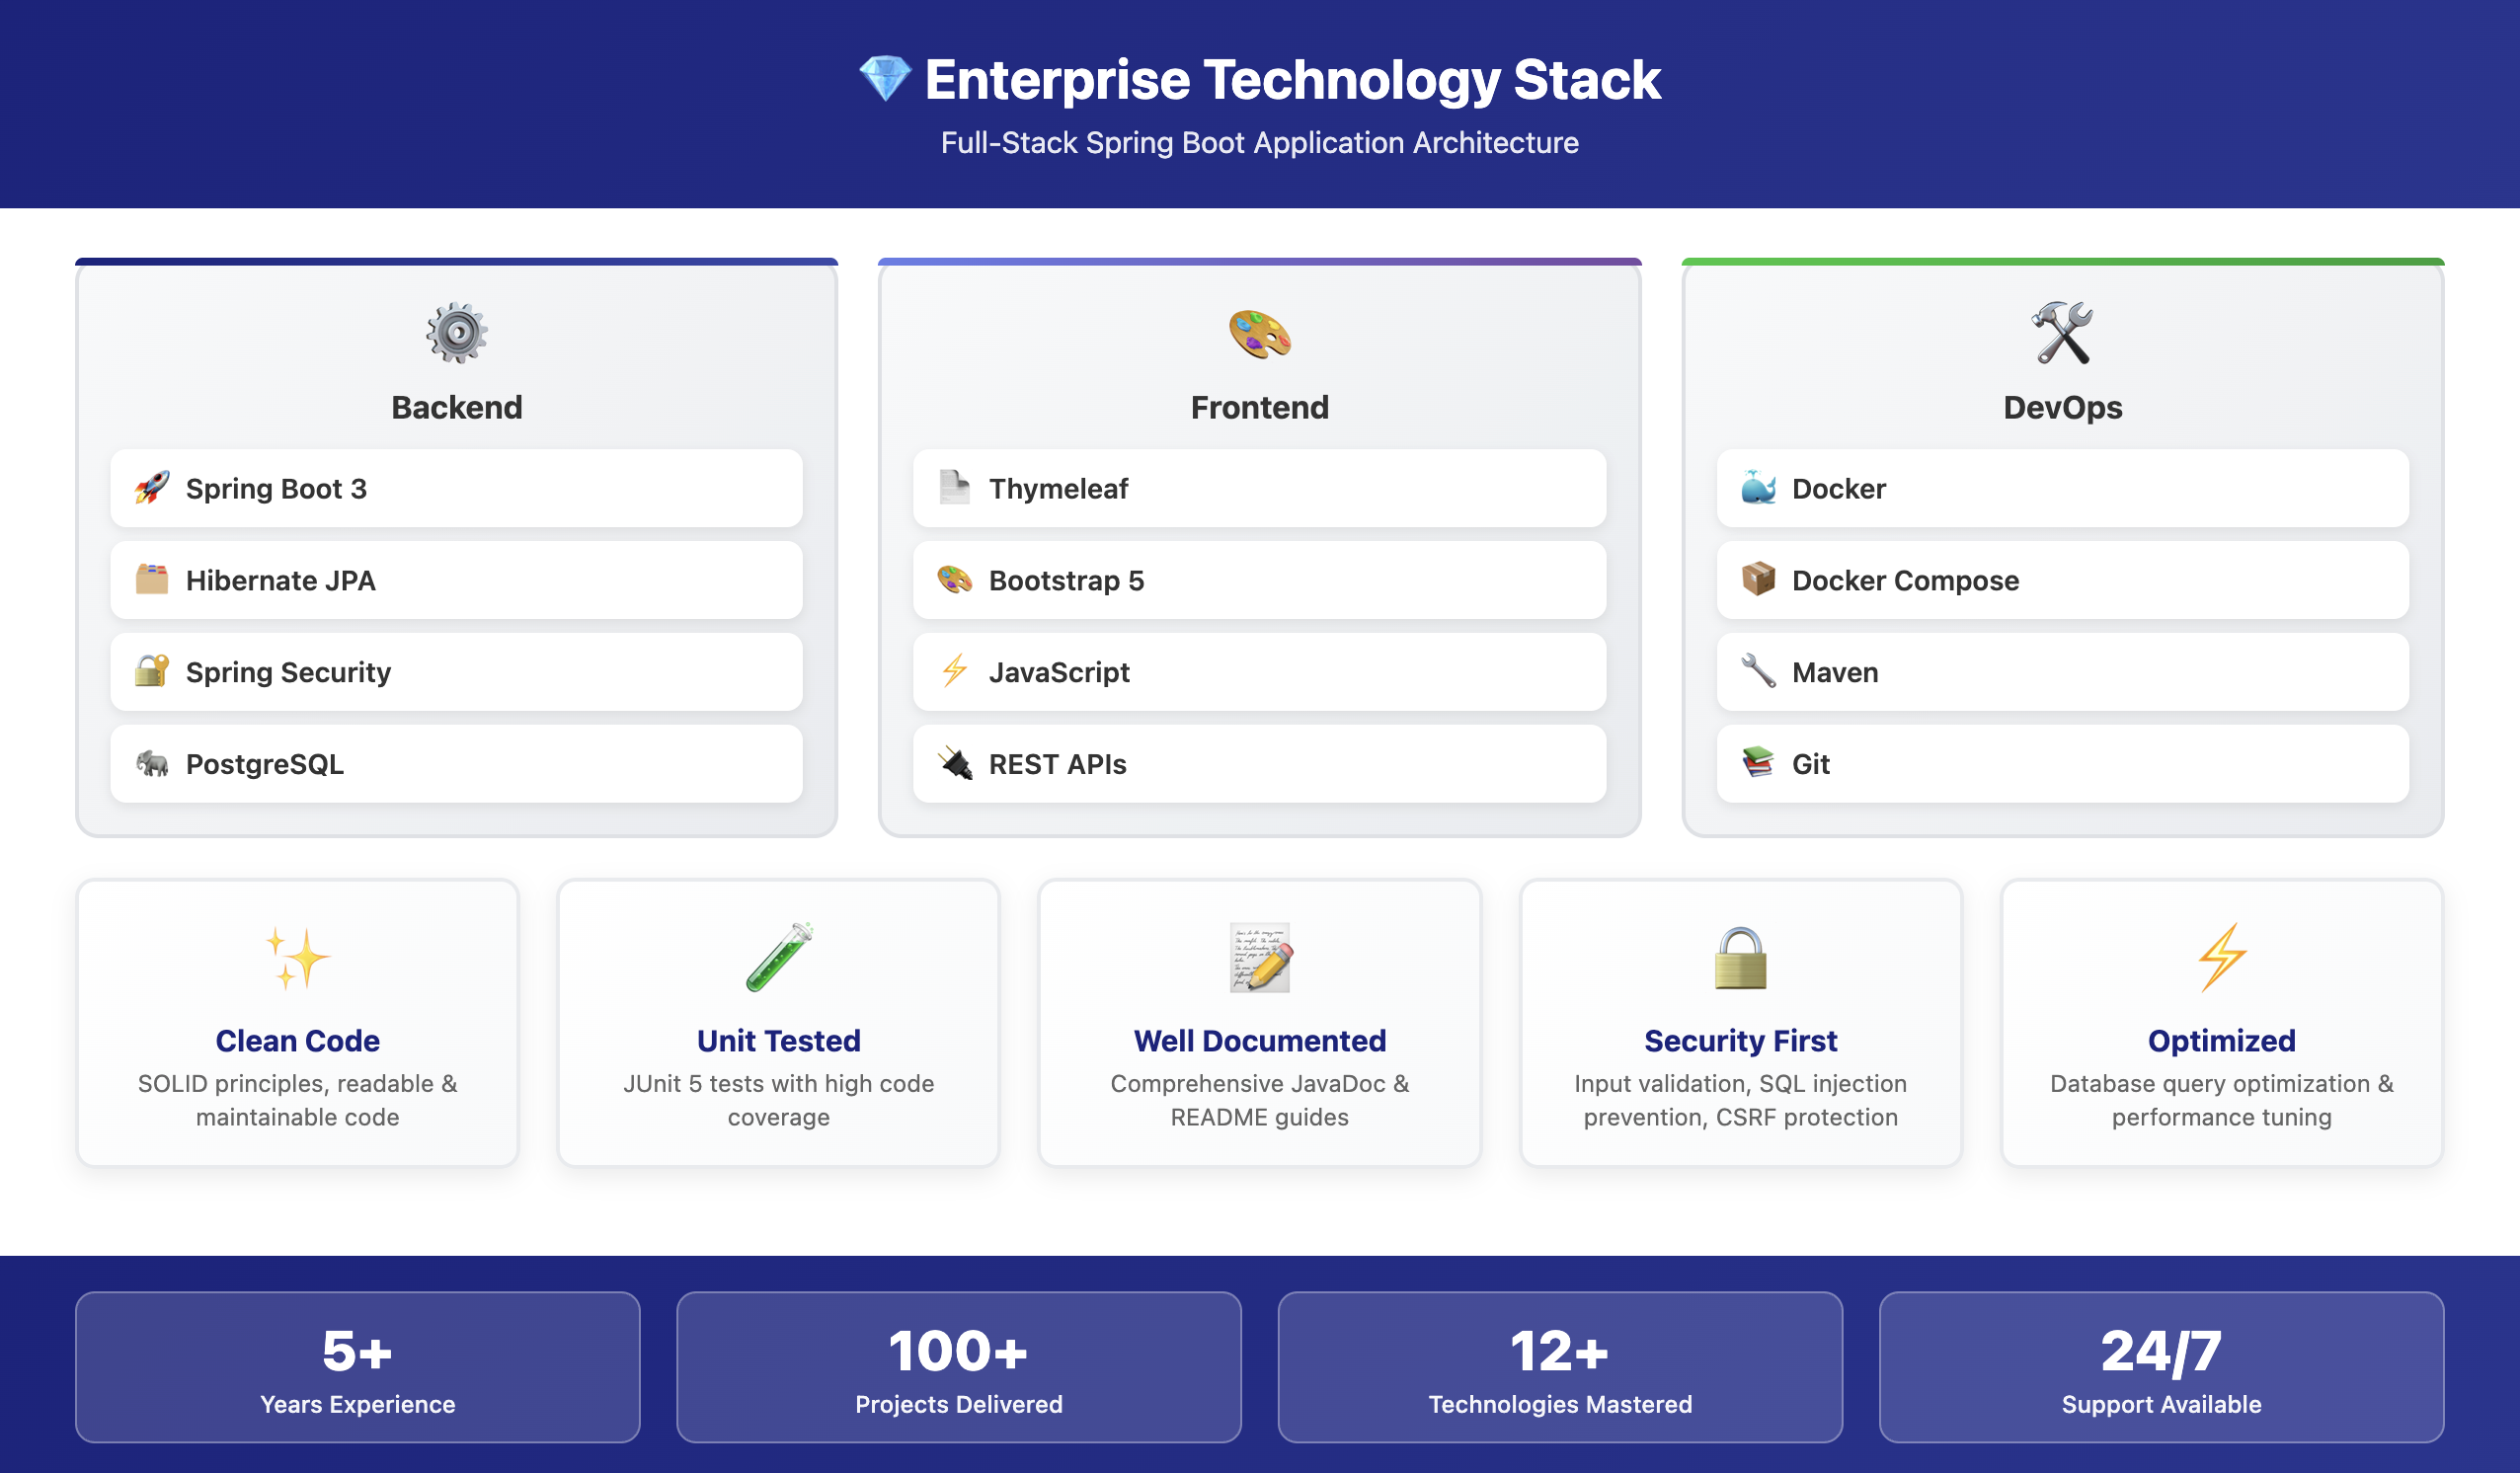 💎 Enterprise Technology Stack
Full-Stack Spring Boot Application Architecture
Backend
Spring Boot 3
Hibernate JPA
Spring Security
PostgreSQL
Frontend
Thymeleaf
Bootstrap 5
JavaScript
REST APIs
DevOps
Docker
Docker Compose
Maven
Git
Clean Code
SOLID principles, readable &
maintainable code
Unit Tested
JUnit 5 tests with high code
coverage
Well Documented
Comprehensive JavaDoc &
README guides
Security First
Input validation, SQL injection
prevention, CSRF protection
Optimized
Database query optimization &
performance tuning
5+
Years Experience
100+
Projects Delivered
12+
Technologies Mastered
24/7
Support Available